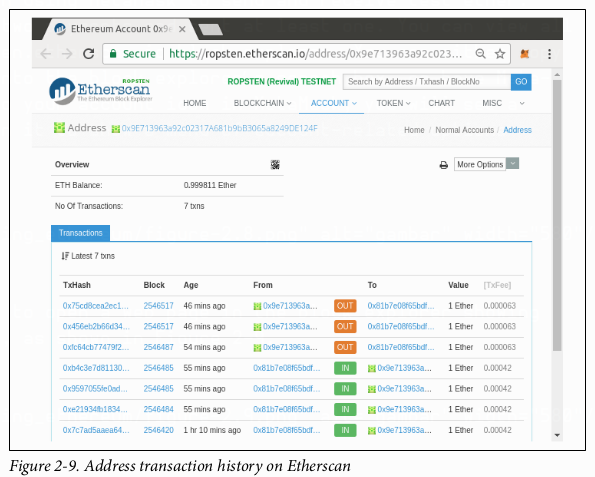 Ethereum Account 0x9e
Secure https://ropsten.etherscan.io/address/0x9e713a92c023...
ROPSTEN
Etherscan
The Ethereum Block Explorer
ROPSTEN (Revival) TESTNET
Search by Address / Txhash / BlockNo
GO
HOME BLOCKCHAIN ACCOUNT TOKEN CHART MISC
Address 0x9E713963a92c02317A681b9bB3065a8249DE124F
Home / Normal Accounts / Address
Overview
More Options
ETH Balance: 0.999811 Ether
No Of Transactions: 7 txns
Transactions
Latest 7 txns
TxHash Block Age From To Value [TxFee]
0x75cd8cea2ec1... 2546517 46 mins ago 0x9e713963a... OUT 0x81b7e08f65bdf... 1 Ether 0.000063
0x456eb2b66d34... 2546517 46 mins ago 0x9e713963a... OUT 0x81b7e08f65bdf... 1 Ether 0.000063
0xfc64cb77479f2... 2546487 54 mins ago 0x9e713963a... OUT 0x81b7e08f65bdf... 1 Ether 0.000063
0xb4c3e7d81130... 2546485 55 mins ago 0x81b7e08f65bdf... IN 0x9e713963a... 1 Ether 0.00042
0x9597055fe0ad... 2546485 55 mins ago 0x81b7e08f65bdf... IN 0x9e713963a... 1 Ether 0.00042
0xe21934fb1834... 2546484 55 mins ago 0x81b7e08f65bdf... IN 0x9e713963a... 1 Ether 0.00042
0x7c7ad5aaea64... 2546420 1 hr 10 mins ago 0x81b7e08f65bdf... IN 0x9e713963a... 1 Ether 0.00042
Figure 2-9. Address transaction history on Etherscan